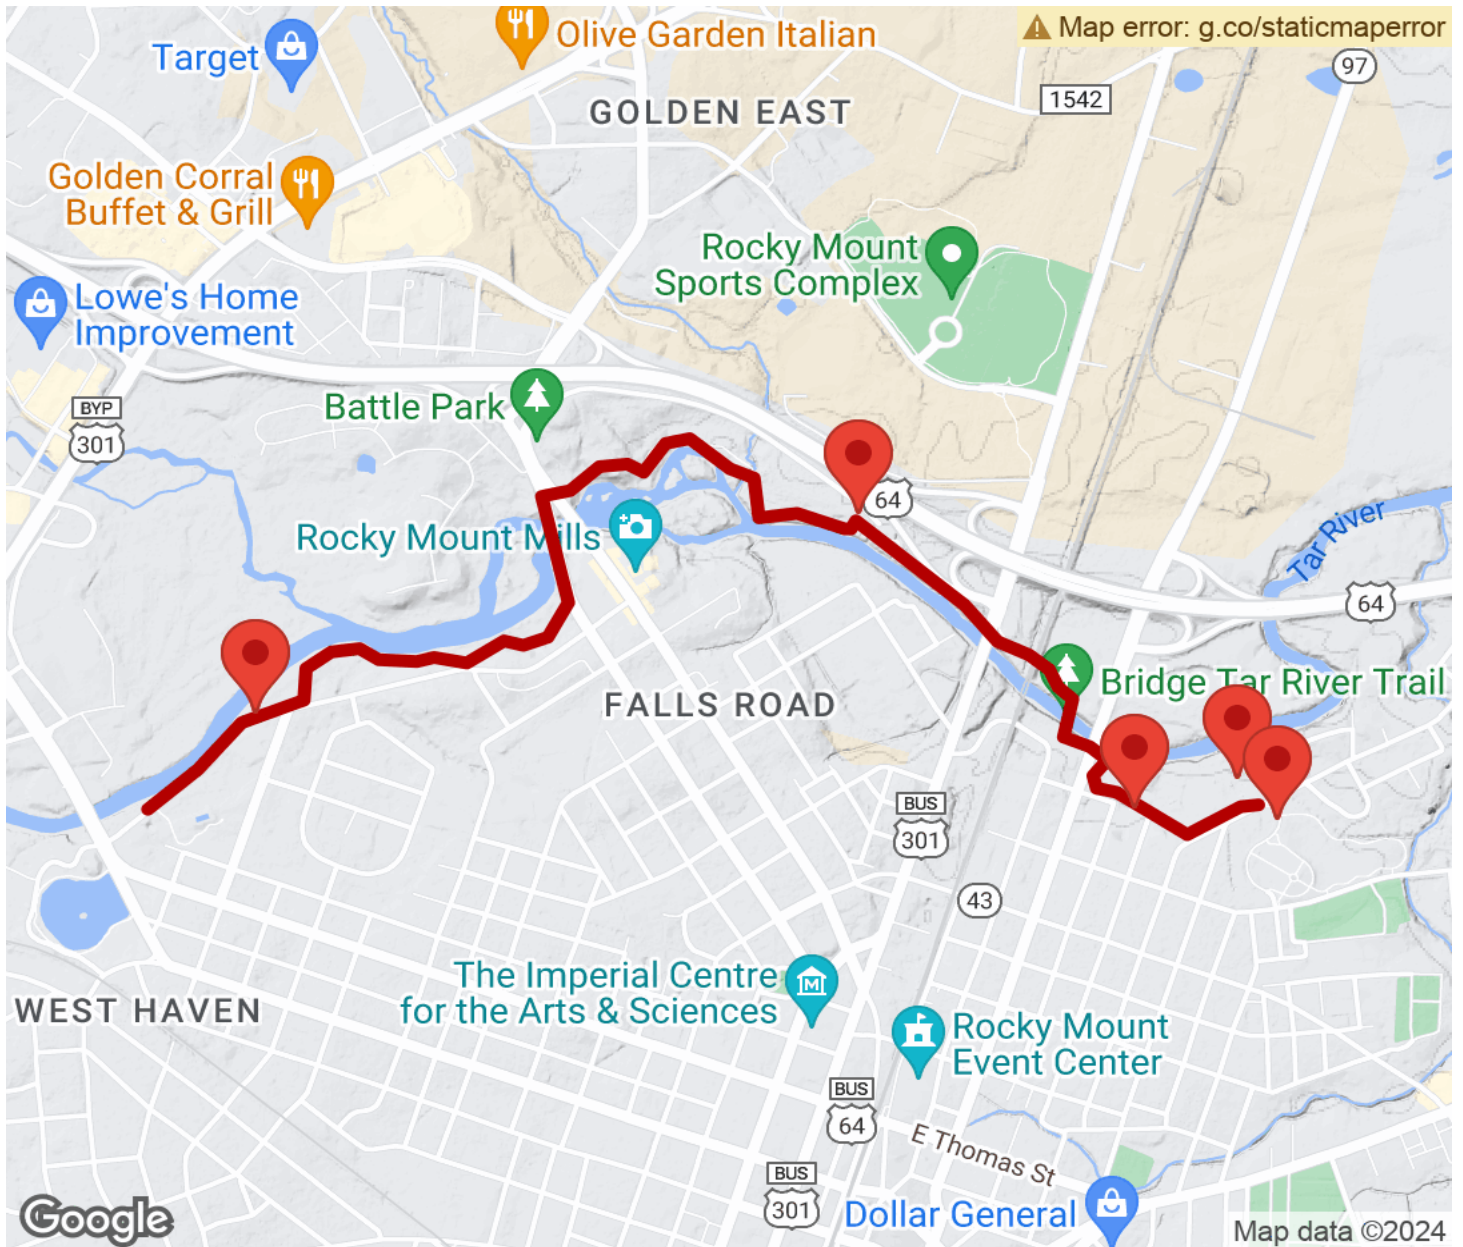 Map error: g.co/staticmaperror
Olive Garden Italian
Target
97
1542
GOLDEN EAST
Golden Corral
Buffet & Grill
Rocky Mount
Sports Complex
Lowe's Home
Improvement
BYP
301
Battle Park
64
Rocky Mount Mills
Tar River
64
Bridge Tar River Trail
FALLS ROAD
BUS
301
43
The Imperial Centre
for the Arts & Sciences
WEST HAVEN
Rocky Mount
Event Center
BUS
64
E Thomas St
BUS
301
Dollar General
Google
Map data ©2024